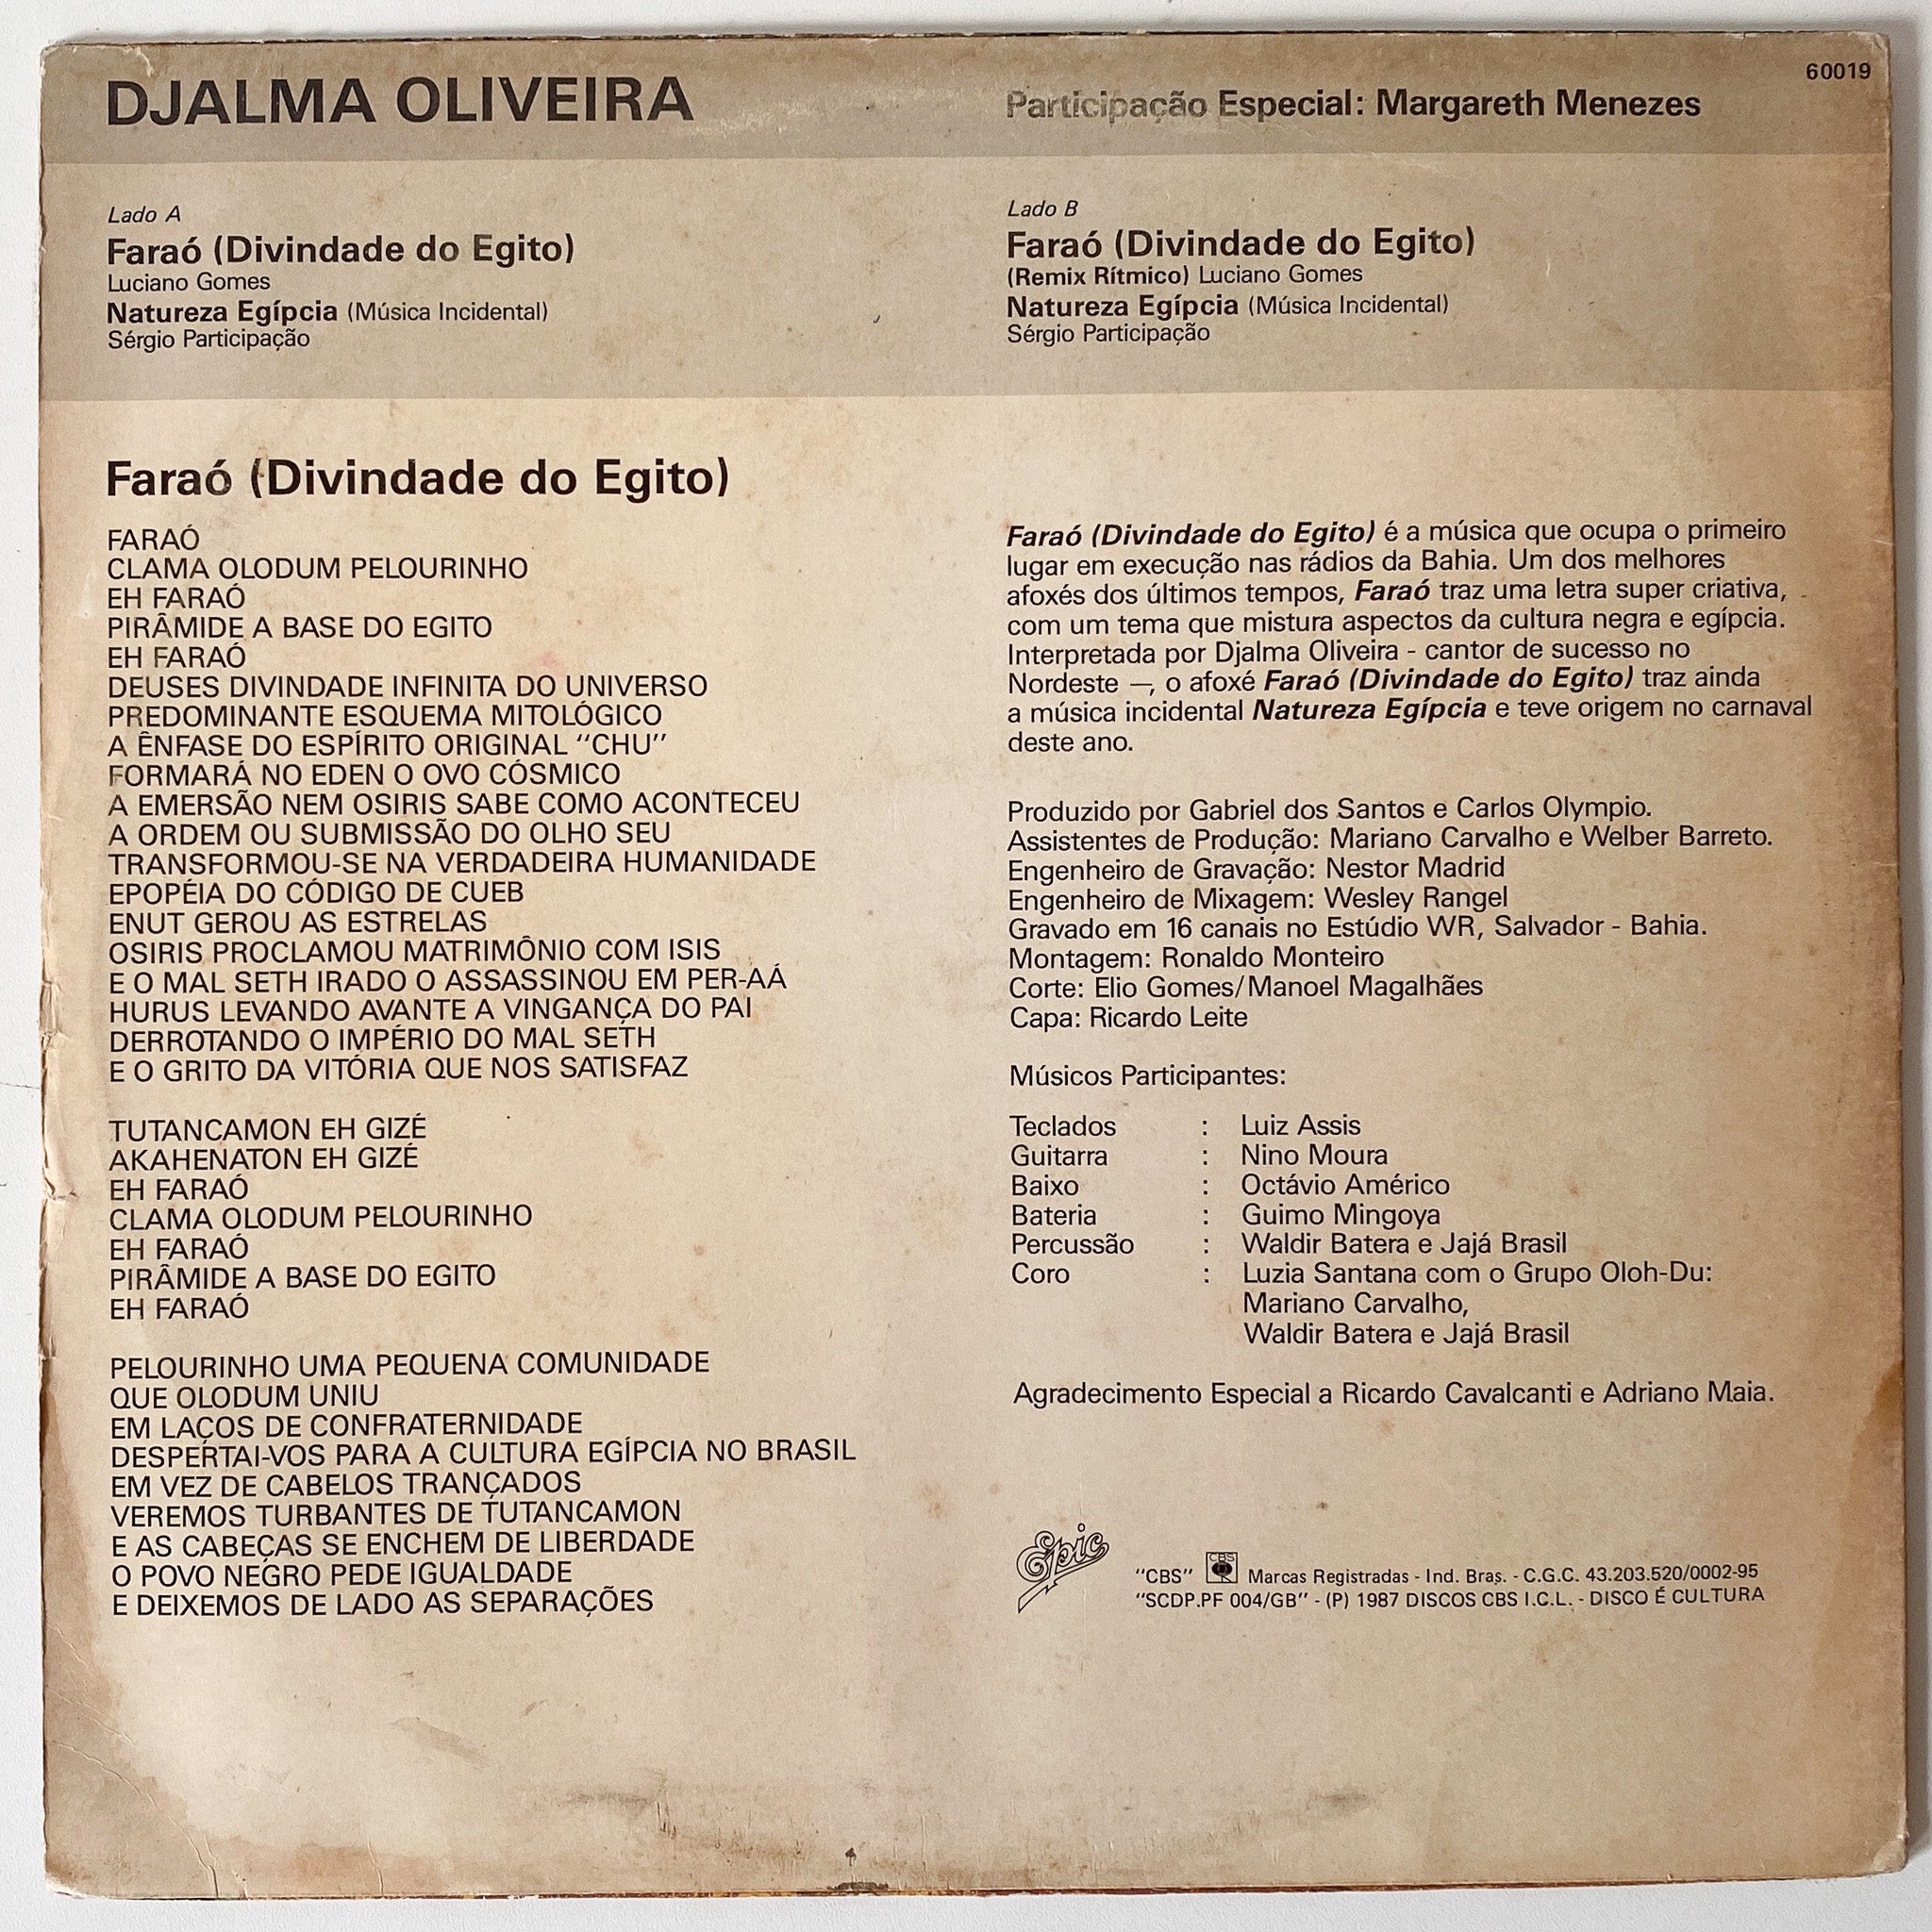 60019
DJALMA OLIVEIRA
Participação Especial: Margareth Menezes
Lado A
Faraó (Divindade do Egito)
Luciano Gomes
Natureza Egípcia (Música Incidental)
Sérgio Participação
Lado B
Faraó (Divindade do Egito)
(Remix Rítmico) Luciano Gomes
Natureza Egípcia (Música Incidental)
Sérgio Participação
Faraó (Divindade do Egito)
FARAÓ
CLAMA OLODUM PELOURINHO
EH FARAÓ
PIRÂMIDE A BASE DO EGITO
EH FARAÓ
DEUSES DIVINDADE INFINITA DO UNIVERSO
PREDOMINANTE ESQUEMA MITOLÓGICO
A ÊNFASE DO ESPÍRITO ORIGINAL “CHU”
FORMARÁ NO EDEN O OVO CÓSMICO
A EMERSÃO NEM OSIRIS SABE COMO ACONTECEU
A ORDEM OU SUBMISSÃO DO OLHO SEU
TRANSFORMOU-SE NA VERDADEIRA HUMANIDADE
EPOPÉIA DO CÓDIGO DE CUEB
ENUT GEROU AS ESTRELAS
OSIRIS PROCLAMOU MATRIMÔNIO COM ISIS
E O MAL SETH IRADO O ASSASSINOU EM PER-AÁ
HURUS LEVANDO AVANTE A VINGANÇA DO PAI
DERROTANDO O IMPÉRIO DO MAL SETH
E O GRITO DA VITÓRIA QUE NOS SATISFAZ
TUTANCAMON EH GIZÉ
AKAHENATON EH GIZÉ
EH FARAÓ
CLAMA OLODUM PELOURINHO
EH FARAÓ
PIRÂMIDE A BASE DO EGITO
EH FARAÓ
PELOURINHO UMA PEQUENA COMUNIDADE
QUE OLODUM UNIU
EM LAÇOS DE CONFRATERNIDADE
DESPERTAI-VOS PARA A CULTURA EGÍPCIA NO BRASIL
EM VEZ DE CABELOS TRANÇADOS
VEREMOS TURBANTES DE TUTANCAMON
E AS CABEÇAS SE ENCHEM DE LIBERDADE
O POVO NEGRO PEDE IGUALDADE
E DEIXEMOS DE LADO AS SEPARAÇÕES
Faraó (Divindade do Egito) é a música que ocupa o primeiro
lugar em execução nas rádios da Bahia. Um dos melhores
afoxés dos últimos tempos, Faraó traz uma letra super criativa,
com um tema que mistura aspectos da cultura negra e egípcia.
Interpretada por Djalma Oliveira - cantor de sucesso no
Nordeste —, o afoxé Faraó (Divindade do Egito) traz ainda
a música incidental Natureza Egípcia e teve origem no carnaval
deste ano.
Produzido por Gabriel dos Santos e Carlos Olympio.
Assistentes de Produção: Mariano Carvalho e Welber Barreto.
Engenheiro de Gravação: Nestor Madrid
Engenheiro de Mixagem: Wesley Rangel
Gravado em 16 canais no Estúdio WR, Salvador - Bahia.
Montagem: Ronaldo Monteiro
Corte: Elio Gomes/Manoel Magalhães
Capa: Ricardo Leite
Músicos Participantes:
Teclados : Luiz Assis
Guitarra : Nino Moura
Baixo : Octávio Américo
Bateria : Guimo Mingoya
Percussão : Waldir Batera e Jajá Brasil
Coro : Luzia Santana com o Grupo Oloh-Du:
Mariano Carvalho,
Waldir Batera e Jajá Brasil
Agradecimento Especial a Ricardo Cavalcanti e Adriano Maia.
Epic
“CBS” CBS Marcas Registradas - Ind. Bras. - C.G.C. 43.203.520/0002-95
“SCDP.PF 004/GB” - (P) 1987 DISCOS CBS I.C.L. - DISCO É CULTURA